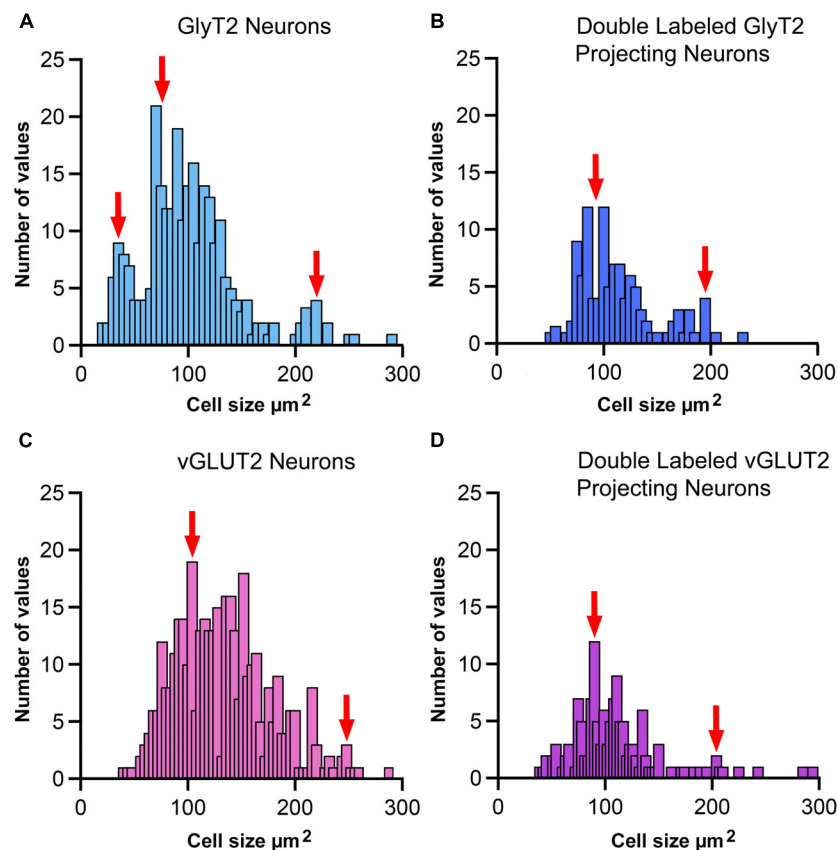 A
GlyT2 Neurons
25
20
15
10
5
0
Number of values
0 100 200 300
Cell size µm²
B
Double Labeled GlyT2
Projecting Neurons
25
20
15
10
5
0
Number of values
0 100 200 300
Cell size µm²
C
vGLUT2 Neurons
25
20
15
10
5
0
Number of values
0 100 200 300
Cell size µm²
D
Double Labeled vGLUT2
Projecting Neurons
25
20
15
10
5
0
Number of values
0 100 200 300
Cell size µm²